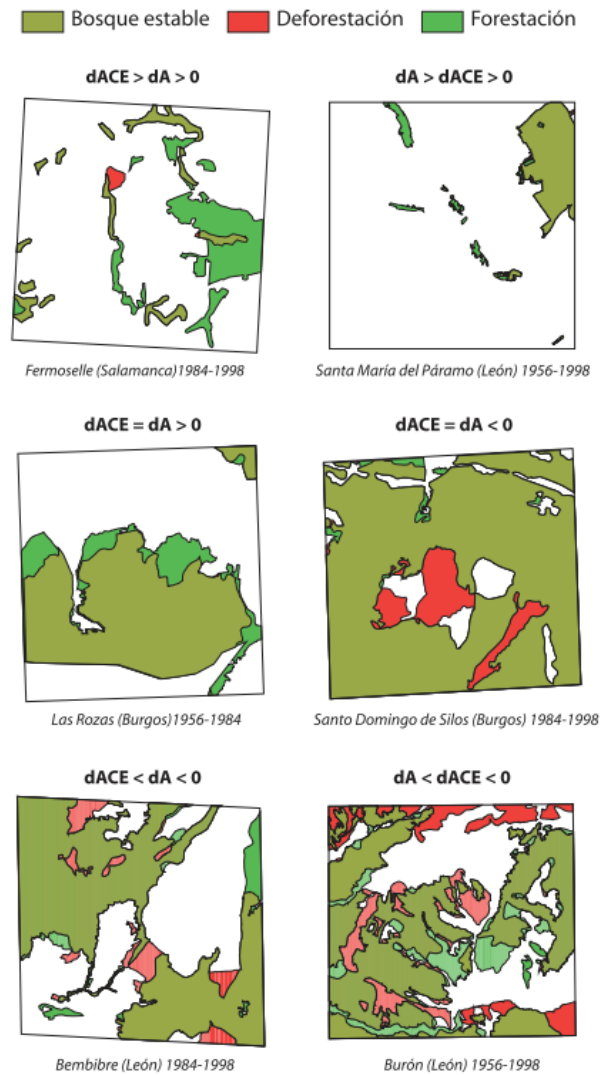 Bosque estable Deforestación Forestación
dACE > dA > 0 dA > dACE > 0
Fermoselle (Salamanca)1984-1998 Santa María del Páramo (León) 1956-1998
dACE = dA > 0 dACE = dA < 0
Las Rozas (Burgos)1956-1984 Santo Domingo de Silos (Burgos) 1984-1998
dACE < dA < 0 dA < dACE < 0
Bembibre (León) 1984-1998 Burón (León) 1956-1998